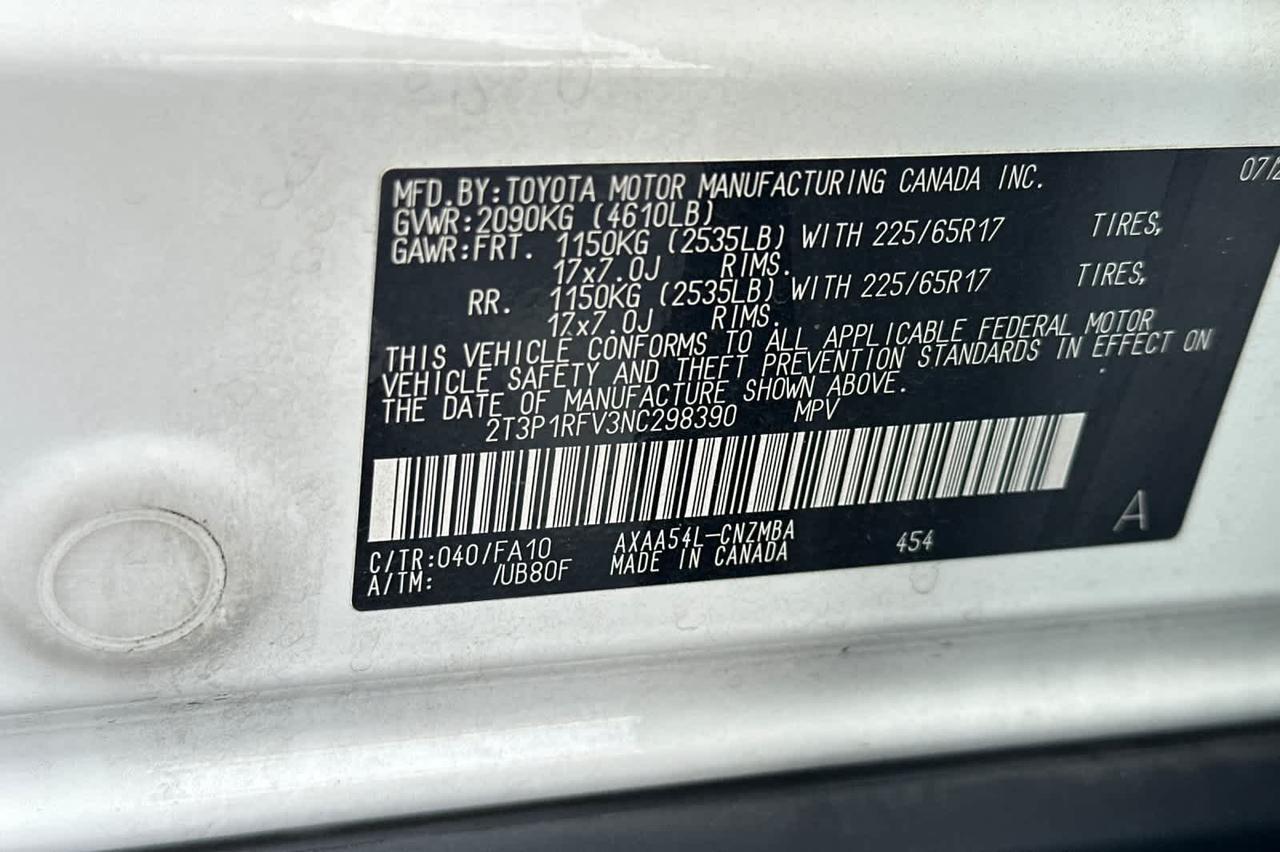 07/2
MFD.BY:TOYOTA MOTOR MANUFACTURING CANADA INC.
GVWR:2090KG (4610LB)
GAWR:FRT. 1150KG (2535LB) WITH 225/65R17 TIRES,
17x7.0J RIMS.
RR. 1150KG (2535LB) WITH 225/65R17 TIRES,
17x7.0J RIMS.
THIS VEHICLE CONFORMS TO ALL APPLICABLE FEDERAL MOTOR
VEHICLE SAFETY AND THEFT PREVENTION STANDARDS IN EFFECT ON
THE DATE OF MANUFACTURE SHOWN ABOVE.
2T3P1RFV3NC298390 MPV
C/TR:040/FA10 AXAA54L-CNZMBA 454 A
A/TM: /UB80F MADE IN CANADA